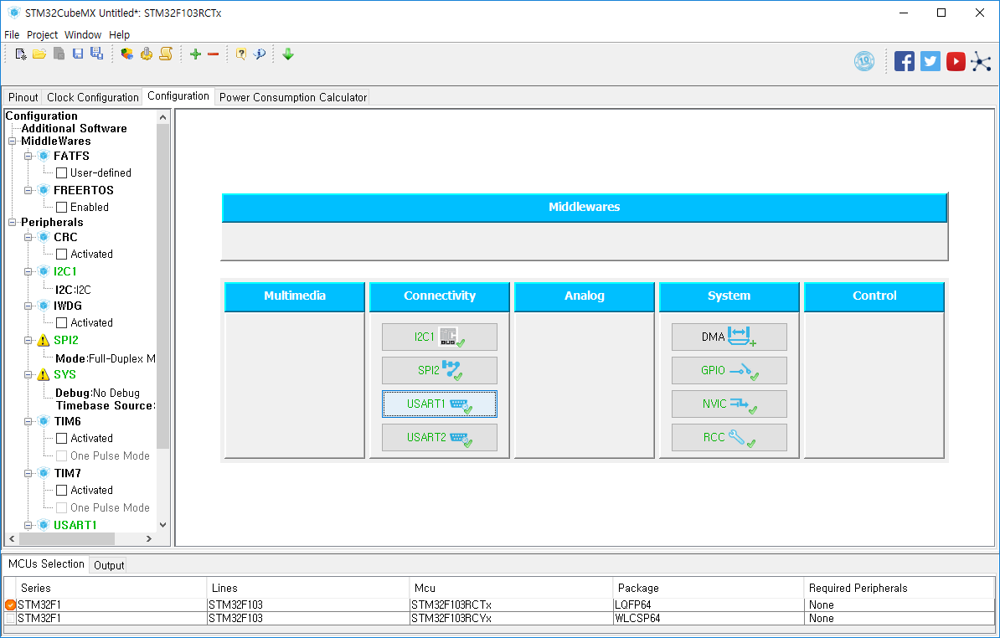 STM32CubeMX Untitled*: STM32F103RCTx
File Project Window Help
10
Pinout Clock Configuration Configuration Power Consumption Calculator
Configuration
Additional Software
MiddleWares
FATFS
User-defined
FREERTOS
Enabled
Peripherals
CRC
Activated
I2C1
I2C:I2C
IWDG
Activated
SPI2
Mode:Full-Duplex M
SYS
Debug:No Debug
Timebase Source:
TIM6
Activated
One Pulse Mode
TIM7
Activated
One Pulse Mode
USART1
Middlewares
Multimedia Connectivity Analog System Control
I2C1 I²C BUS DMA
SPI2 GPIO
USART1 NVIC
USART2 RCC
MCUs Selection Output
Series Lines Mcu Package Required Peripherals
STM32F1 STM32F103 STM32F103RCTx LQFP64 None
STM32F1 STM32F103 STM32F103RCYx WLCSP64 None